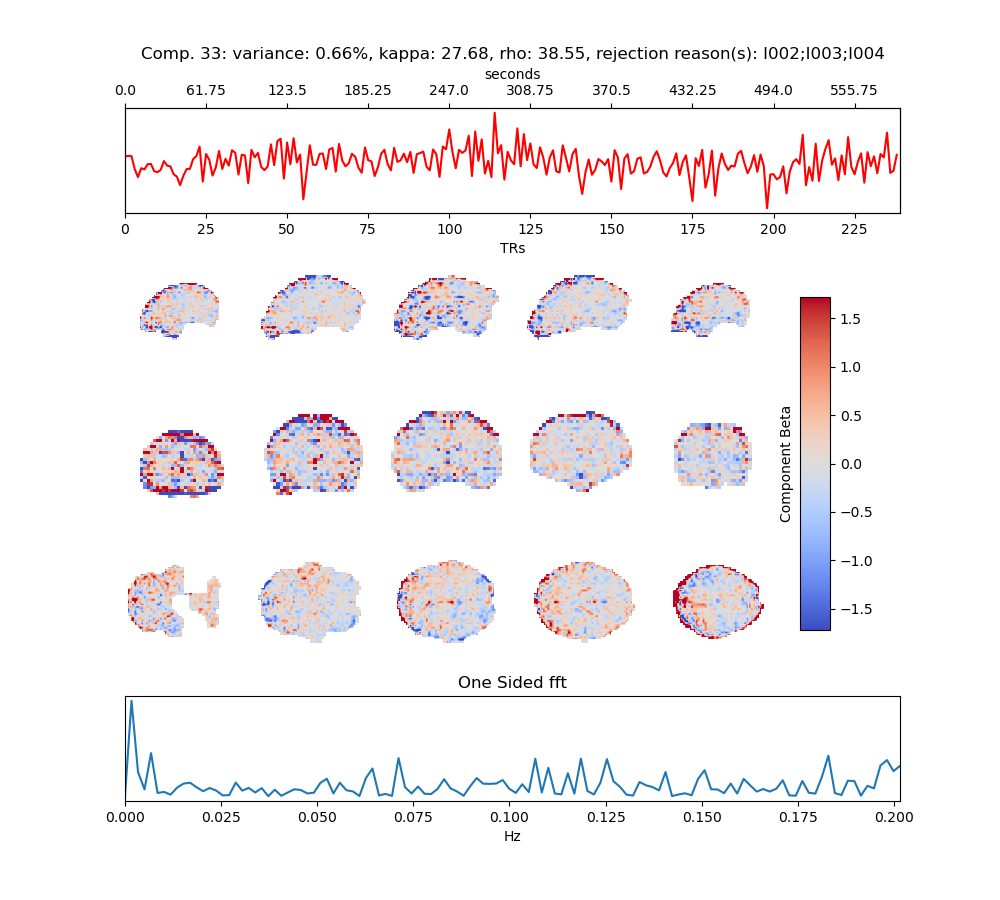 Comp. 33: variance: 0.66%, kappa: 27.68, rho: 38.55, rejection reason(s): I002;I003;I004
seconds
0.0 61.75 123.5 185.25 247.0 308.75 370.5 432.25 494.0 555.75
0 25 50 75 100 125 150 175 200 225
TRs
1.5
1.0
0.5
0.0
−0.5
−1.0
−1.5
Component Beta
One Sided fft
0.000 0.025 0.050 0.075 0.100 0.125 0.150 0.175 0.200
Hz